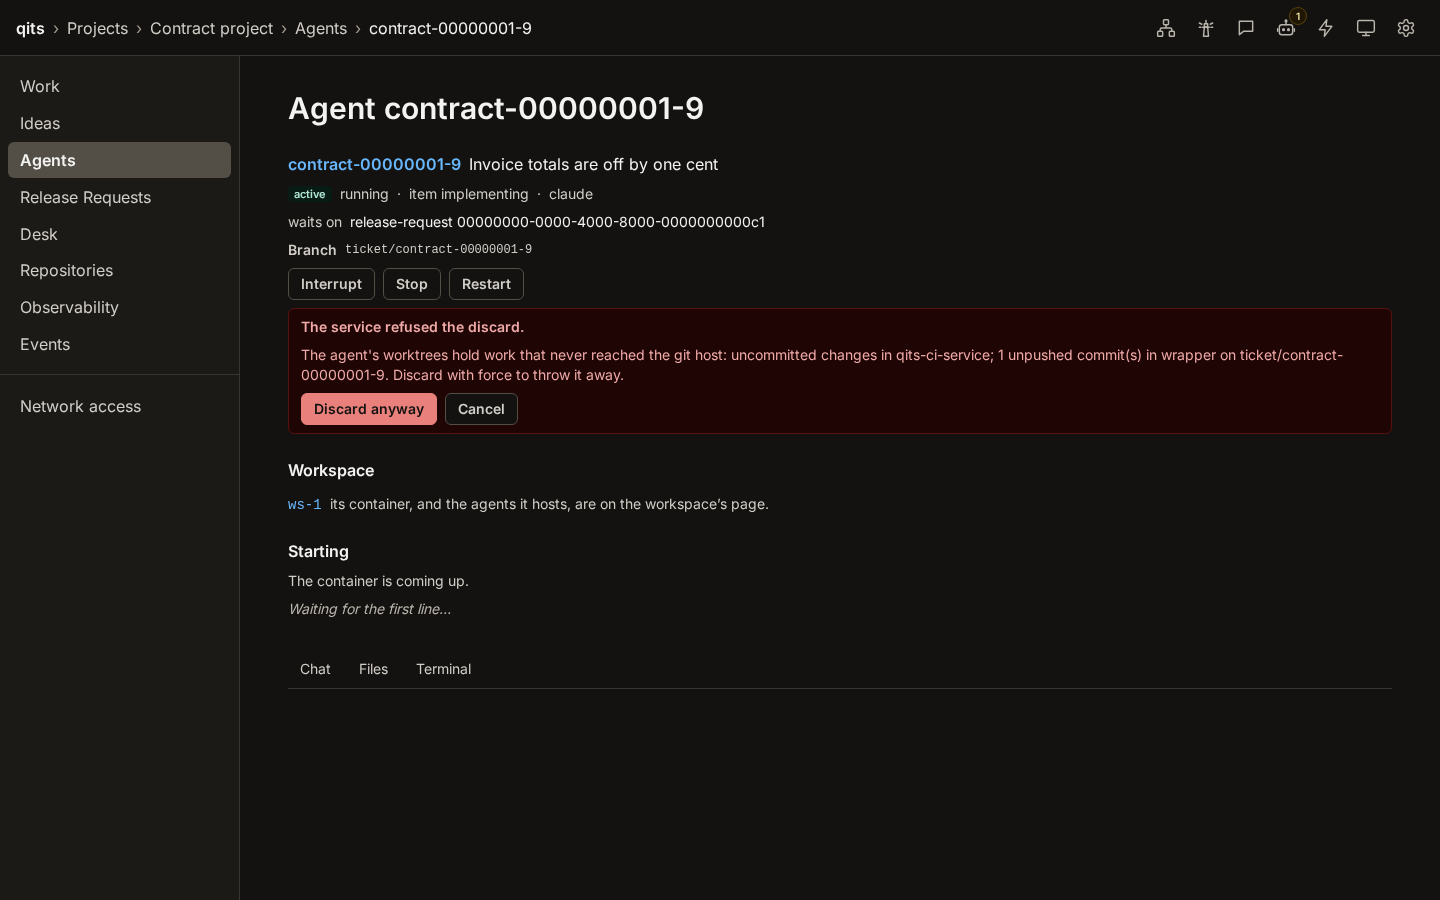 qits › Projects › Contract project › Agents › contract-00000001-9
1
Work
Ideas
Agents
Release Requests
Desk
Repositories
Observability
Events
Network access
Agent contract-00000001-9
contract-00000001-9 Invoice totals are off by one cent
active running · item implementing · claude
waits on release-request 00000000-0000-4000-8000-0000000000c1
Branch ticket/contract-00000001-9
Interrupt Stop Restart
The service refused the discard.
The agent's worktrees hold work that never reached the git host: uncommitted changes in qits-ci-service; 1 unpushed commit(s) in wrapper on ticket/contract-
00000001-9. Discard with force to throw it away.
Discard anyway Cancel
Workspace
ws-1 its container, and the agents it hosts, are on the workspace’s page.
Starting
The container is coming up.
Waiting for the first line…
Chat Files Terminal